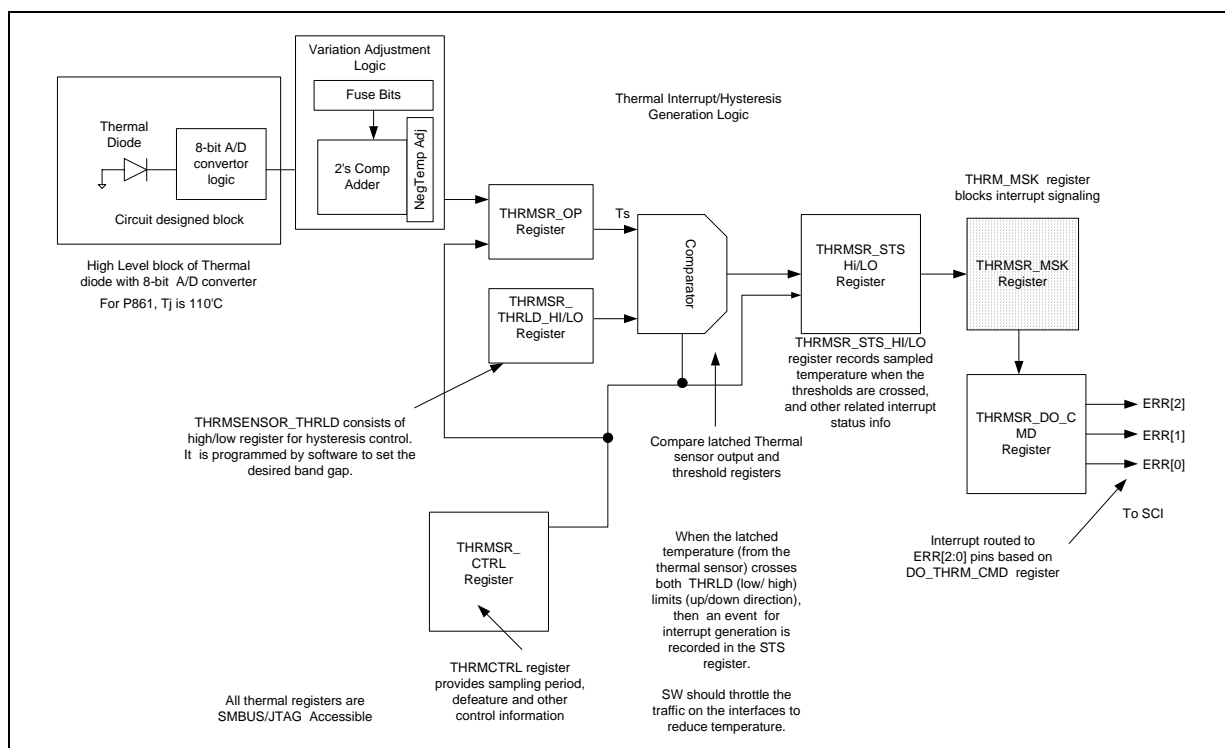 Variation Adjustment
Logic
Fuse Bits
2's Comp
Adder
NegTemp Adj
Thermal
Diode
8-bit A/D
convertor
logic
Circuit designed block
High Level block of Thermal
diode with 8-bit A/D converter
For P861, Tj is 110'C
Thermal Interrupt/Hysteresis
Generation Logic
THRMSR_OP
Register
Ts
THRMSR_
THRLD_HI/LO
Register
Comparator
THRMSR_STS
Hi/LO
Register
THRM_MSK register
blocks interrupt signaling
THRMSR_MSK
Register
THRMSR_STS_HI/LO
register records sampled
temperature when the
thresholds are crossed,
and other related interrupt
status info
THRMSR_DO_C
MD
Register
ERR[2]
ERR[1]
ERR[0]
To SCI
Interrupt routed to
ERR[2:0] pins based on
DO_THRM_CMD register
THRMSENSOR_THRLD consists of
high/low register for hysteresis control.
It is programmed by software to set the
desired band gap.
Compare latched Thermal
sensor output and
threshold registers
THRMSR_
CTRL
Register
THRMCTRL register
provides sampling period,
defeature and other
control information
When the latched
temperature (from the
thermal sensor) crosses
both THRLD (low/ high)
limits (up/down direction),
then an event for
interrupt generation is
recorded in the STS
register.
SW should throttle the
traffic on the interfaces to
reduce temperature.
All thermal registers are
SMBUS/JTAG Accessible